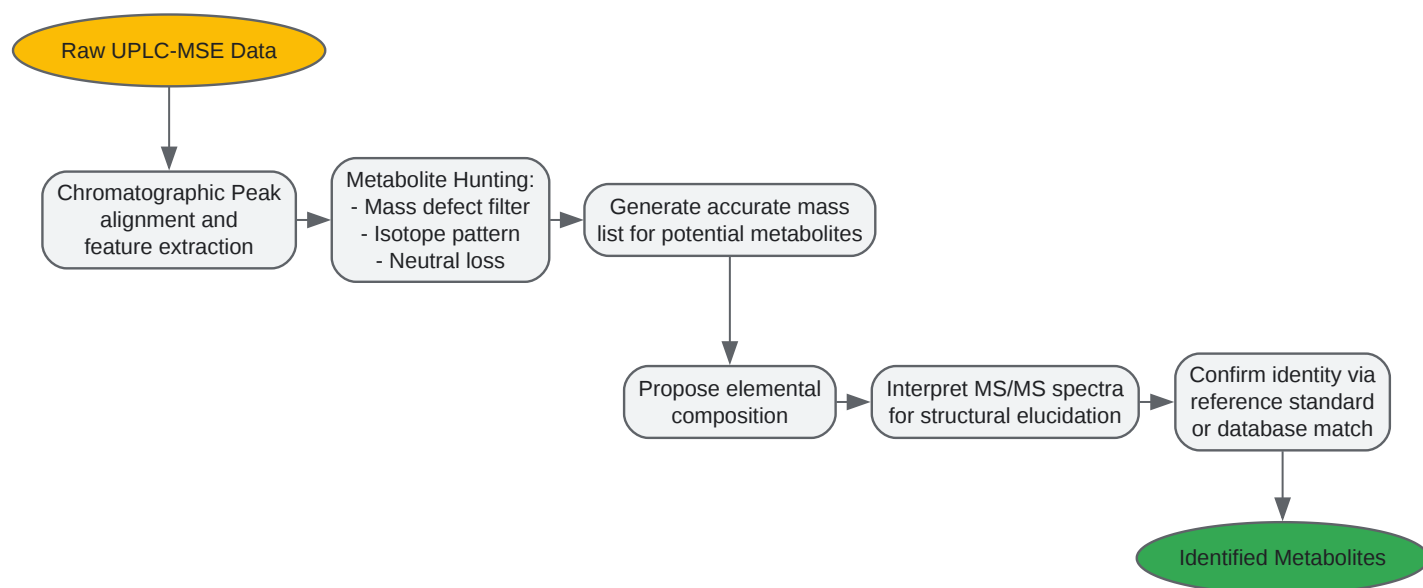 Raw UPLC-MSE Data
Chromatographic Peak
alignment and
feature extraction
Metabolite Hunting:
- Mass defect filter
- Isotope pattern
- Neutral loss
Generate accurate mass
list for potential metabolites
Propose elemental
composition
Interpret MS/MS spectra
for structural elucidation
Confirm identity via
reference standard
or database match
Identified Metabolites